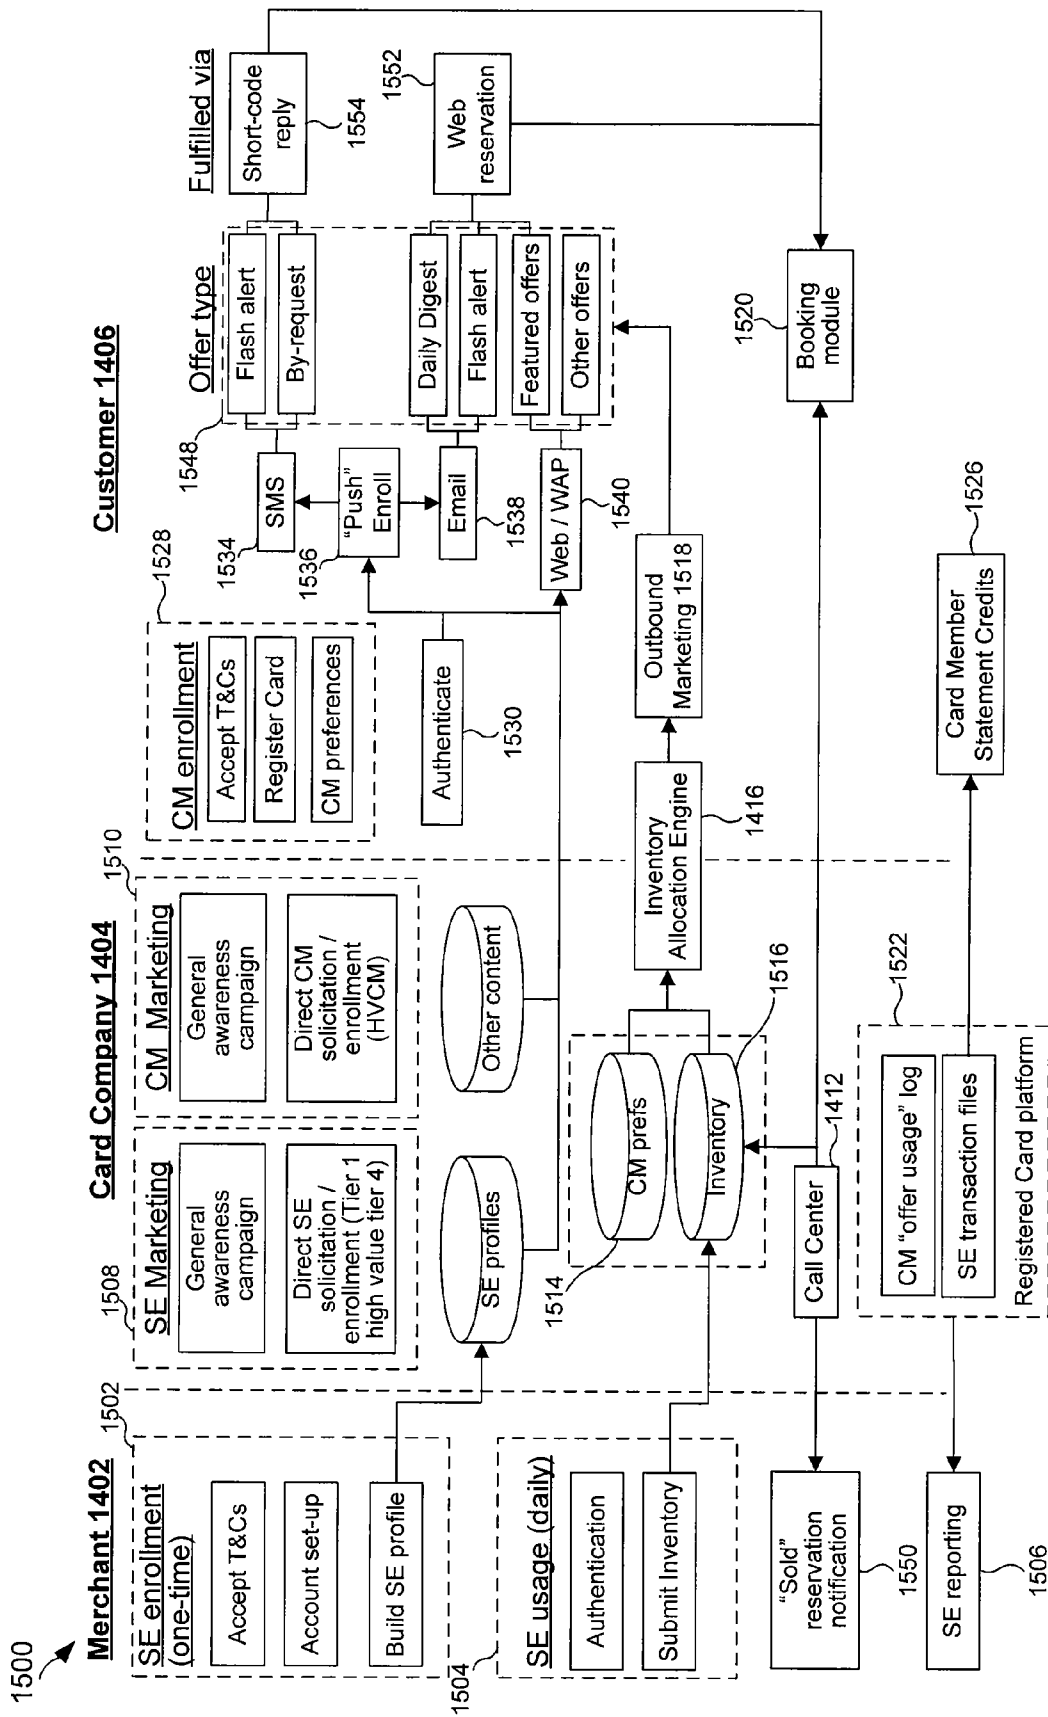 1500
Merchant 1402
1502
SE enrollment
(one-time)
Accept T&Cs
Account set-up
Build SE profile
1504
SE usage (daily)
Authentication
Submit Inventory
"Sold"
reservation
notification
1550
SE reporting
1506
Card Company 1404
1508
SE Marketing
General
awareness
campaign
Direct SE
solicitation /
enrollment (Tier 1
high value tier 4)
1510
CM Marketing
General
awareness
campaign
Direct CM
solicitation /
enrollment
(HVCM)
SE profiles
Other content
1514
CM prefs
Inventory
1516
Call Center
1412
1522
CM "offer usage" log
SE transaction files
Registered Card platform
Inventory
Allocation Engine
1416
Customer 1406
1528
CM enrollment
Accept T&Cs
Register Card
CM preferences
Authenticate
1530
1534
SMS
1536
"Push"
Enroll
Email
1538
Web / WAP
1540
Outbound
Marketing 1518
1548
Offer type
Flash alert
By-request
Daily Digest
Flash alert
Featured offers
Other offers
Fulfilled via
Short-code
reply
1554
Web
reservation
1552
1520
Booking
module
Card Member
Statement Credits
1526